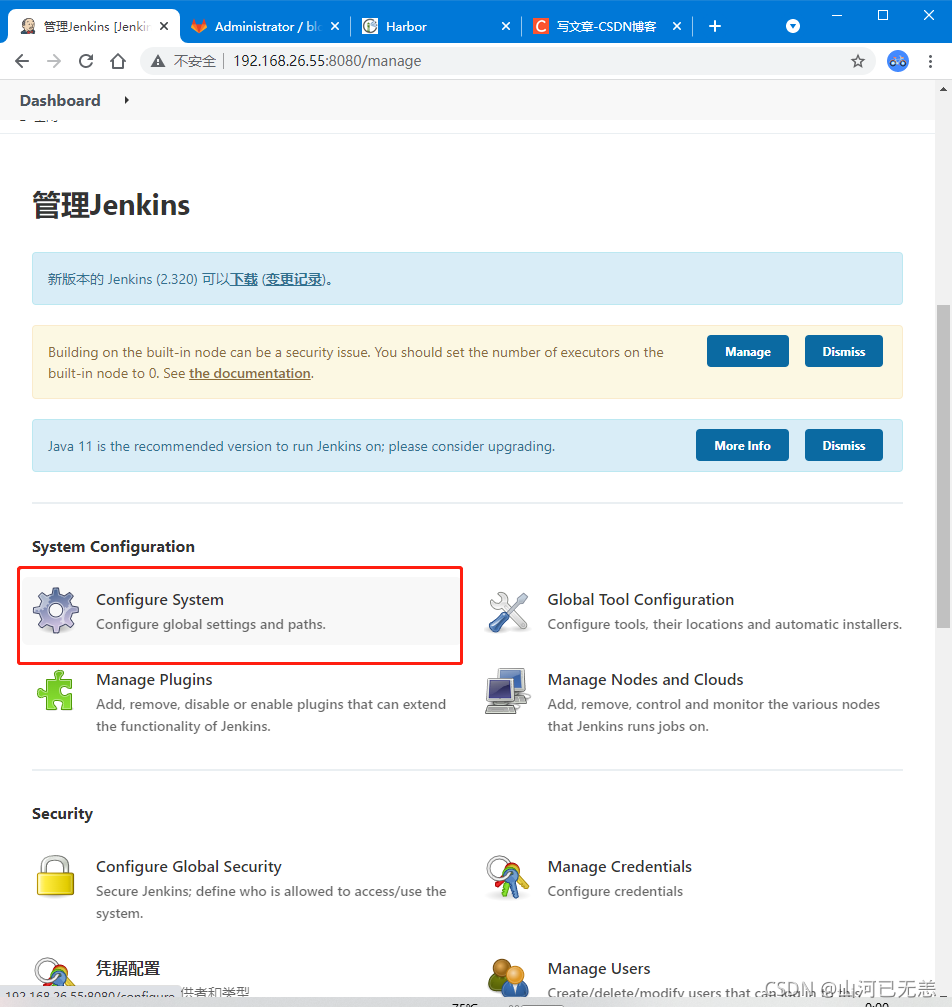 管理Jenkins [Jenkin
Administrator / blo
Harbor
写文章-CSDN博客
不安全
192.168.26.55:8080/manage
Dashboard
管理Jenkins
新版本的 Jenkins (2.320) 可以下载 (变更记录)。
Building on the built-in node can be a security issue. You should set the number of executors on the
built-in node to 0. See the documentation.
Manage
Dismiss
Java 11 is the recommended version to run Jenkins on; please consider upgrading.
More Info
Dismiss
System Configuration
Configure System
Configure global settings and paths.
Global Tool Configuration
Configure tools, their locations and automatic installers.
Manage Plugins
Add, remove, disable or enable plugins that can extend
the functionality of Jenkins.
Manage Nodes and Clouds
Add, remove, control and monitor the various nodes
that Jenkins runs jobs on.
Security
Configure Global Security
Secure Jenkins; define who is allowed to access/use the
system.
Manage Credentials
Configure credentials
凭据配置
供者和类型
Manage Users
Create/delete/modify users that can log in to this
192.168.26.55:8080/configure
CSDN @山河已无恙